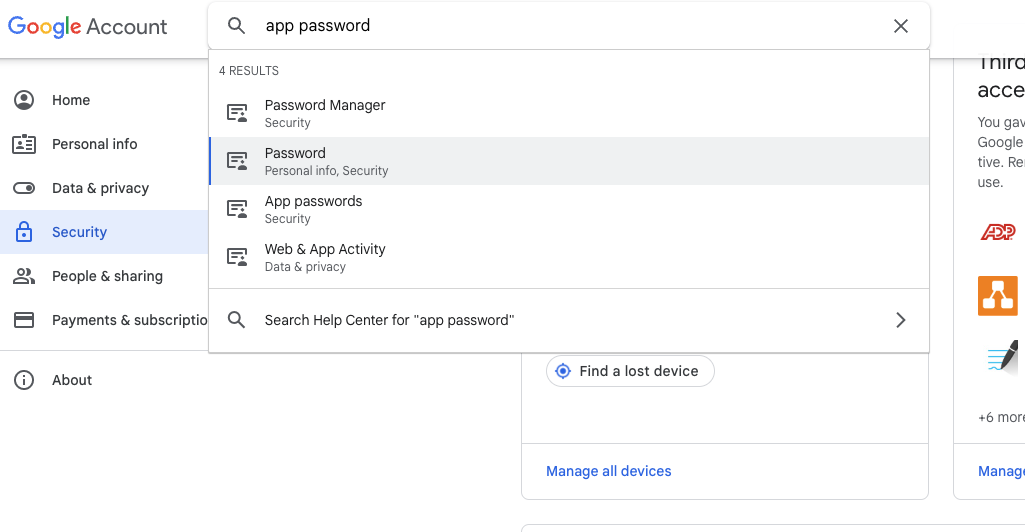 Google Account
app password
4 RESULTS
Password Manager
Security
Password
Personal info, Security
App passwords
Security
Web & App Activity
Data & privacy
Search Help Center for "app password"
Home
Personal info
Data & privacy
Security
People & sharing
Payments & subscriptio
About
Find a lost device
Manage all devices
Third
acce
You gav
Google
tive. Re
use.
ADP
+6 more
Manage